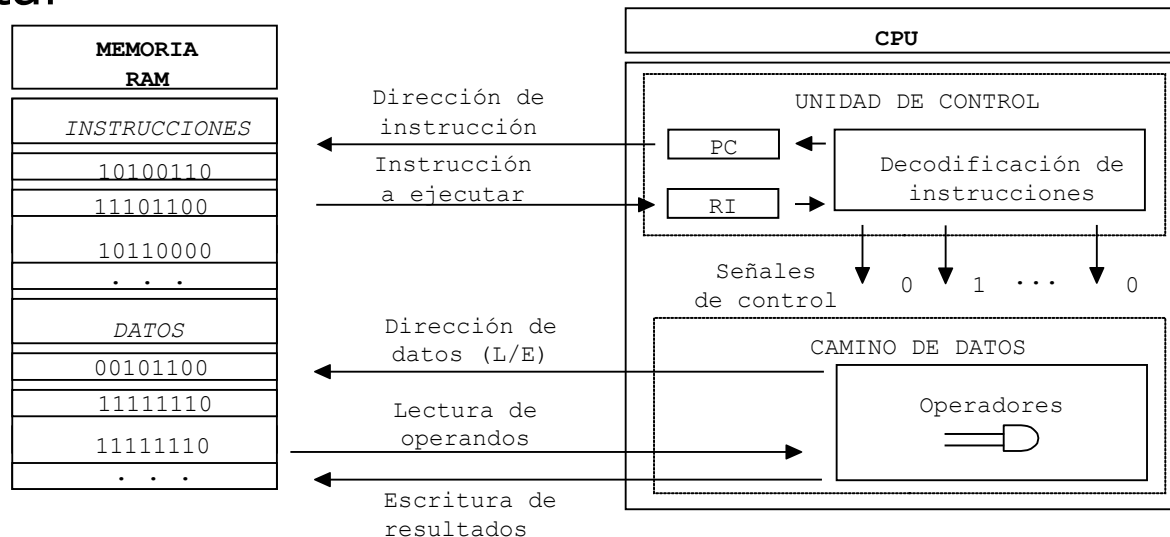 MEMORIA
RAM
INSTRUCCIONES
10100110
11101100
10110000
. . .
DATOS
00101100
11111110
11111110
. . .
Dirección de
instrucción
Instrucción
a ejecutar
Señales
de control
Dirección de
datos (L/E)
Lectura de
operandos
Escritura de
resultados
CPU
UNIDAD DE CONTROL
PC
RI
Decodificación de
instrucciones
0 1 ... 0
CAMINO DE DATOS
Operadores